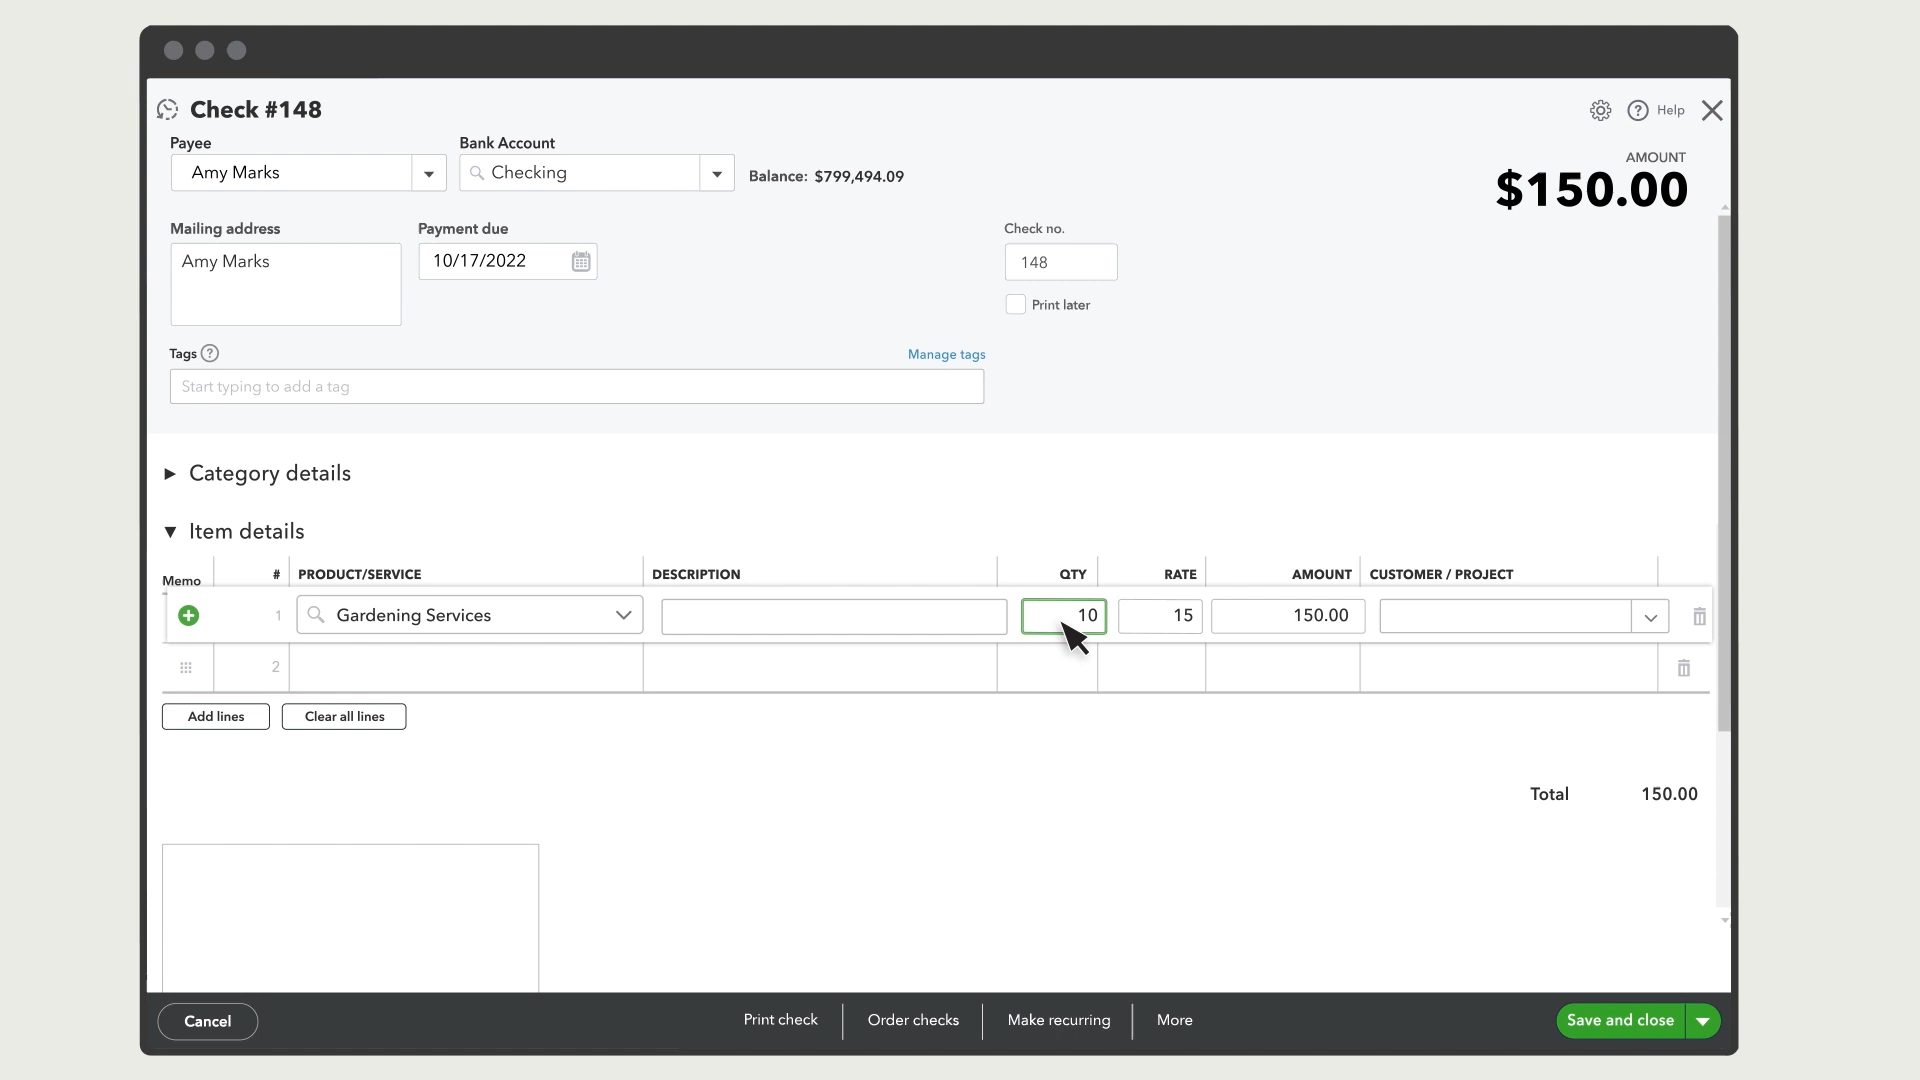 Check #148
Help
Payee
Bank Account
AMOUNT
Amy Marks
Checking
Balance: $799,494.09
$150.00
Mailing address
Payment due
Check no.
Amy Marks
10/17/2022
148
Print later
Tags ?
Manage tags
Start typing to add a tag
Category details
Item details
Memo # PRODUCT/SERVICE DESCRIPTION QTY RATE AMOUNT CUSTOMER / PROJECT
1 Gardening Services 10 15 150.00
2
Add lines
Clear all lines
Total 150.00
Cancel
Print check
Order checks
Make recurring
More
Save and close